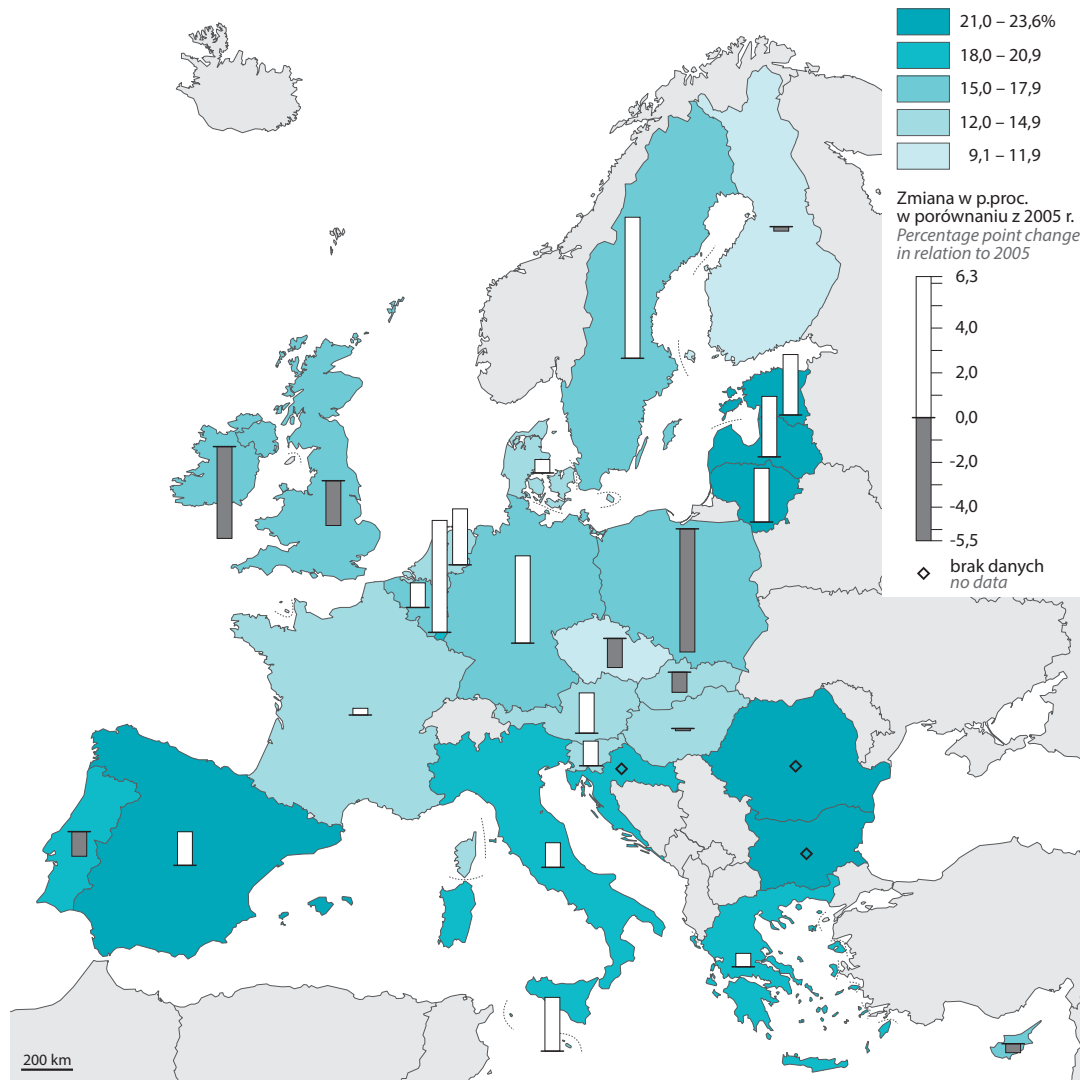 21,0 – 23,6%
18,0 – 20,9
15,0 – 17,9
12,0 – 14,9
9,1 – 11,9
Zmiana w p.proc.
w porównaniu z 2005 r.
Percentage point change
in relation to 2005
6,3
4,0
2,0
0,0
-2,0
-4,0
-5,5
brak danych
no data
200 km